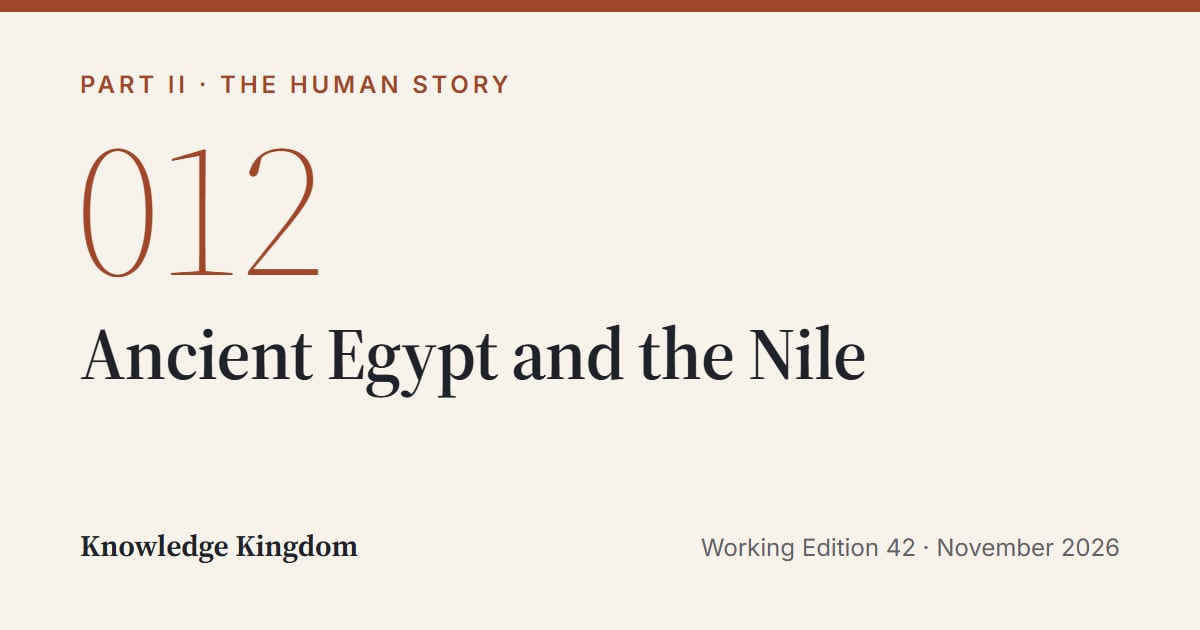 PART II · THE HUMAN STORY
012
Ancient Egypt and the Nile
Knowledge Kingdom
Working Edition 42 · November 2026